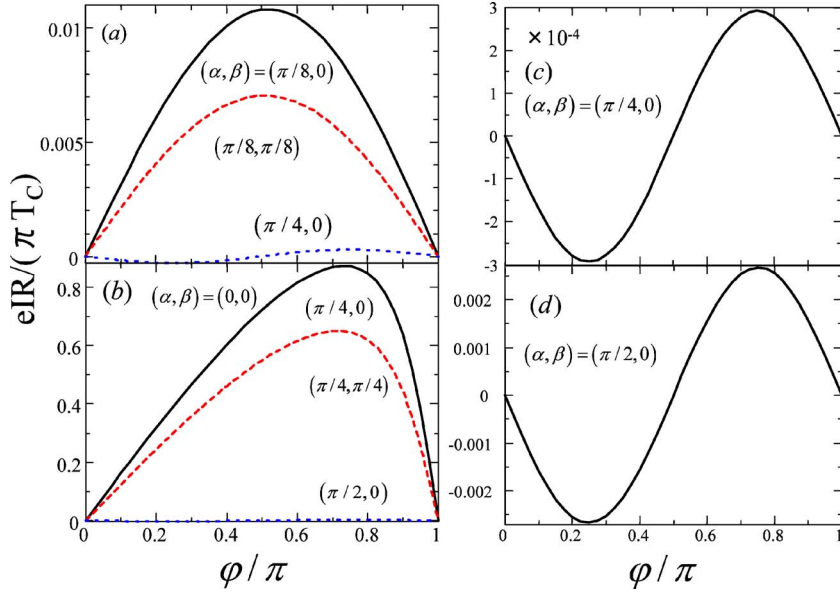 eIR/(π T_C)
0.01
0.005
0
(a)
(α,β)=(π/8,0)
(π/8,π/8)
(π/4,0)
0.8
0.6
0.4
0.2
0
(b)
(α,β)=(0,0)
(π/4,0)
(π/4,π/4)
(π/2,0)
0 0.2 0.4 0.6 0.8 1
φ/π
3
2
1
0
-1
-2
-3
× 10⁻⁴
(c)
(α,β)=(π/4,0)
0.002
0.001
0
-0.001
-0.002
(d)
(α,β)=(π/2,0)
0 0.2 0.4 0.6 0.8 1
φ/π